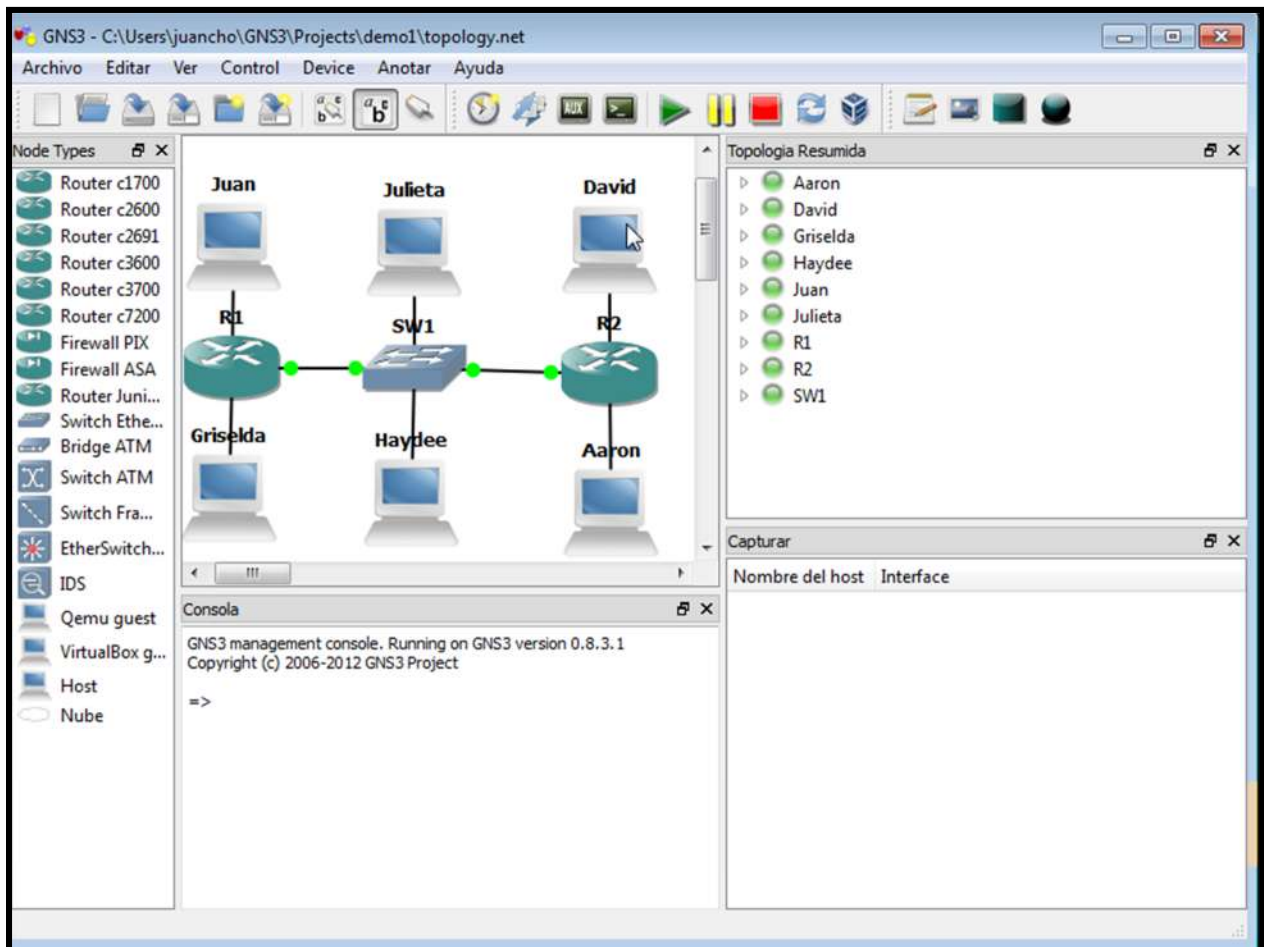 GNS3 - C:\Users\juancho\GNS3\Projects\demo1\topology.net
Archivo Editar Ver Control Device Anotar Ayuda
AUX
Node Types
Router c1700
Router c2600
Router c2691
Router c3600
Router c3700
Router c7200
Firewall PIX
Firewall ASA
Router Juni...
Switch Ethe...
Bridge ATM
Switch ATM
Switch Fra...
EtherSwitch...
IDS
Qemu guest
VirtualBox g...
Host
Nube
Juan
Julieta
David
R1
SW1
R2
Griselda
Haydee
Aaron
Consola
GNS3 management console. Running on GNS3 version 0.8.3.1
Copyright (c) 2006-2012 GNS3 Project
=>
Topologia Resumida
Aaron
David
Griselda
Haydee
Juan
Julieta
R1
R2
SW1
Capturar
Nombre del host Interface